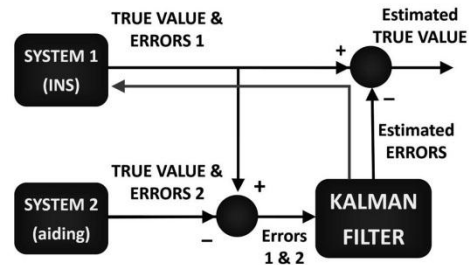 TRUE VALUE &
ERRORS 1
Estimated
TRUE VALUE
SYSTEM 1
(INS)
+
−
Estimated
ERRORS
TRUE VALUE &
ERRORS 2
+
SYSTEM 2
(aiding)
−
Errors
1 & 2
KALMAN
FILTER